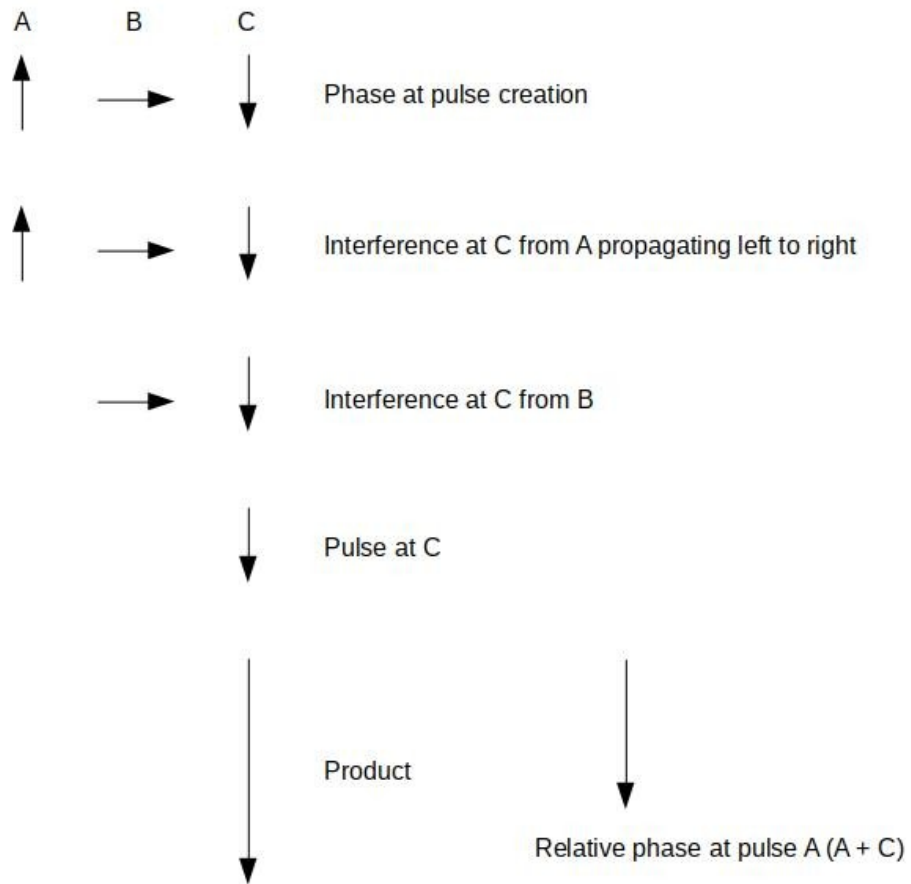 A B C
Phase at pulse creation
Interference at C from A propagating left to right
Interference at C from B
Pulse at C
Product
Relative phase at pulse A (A + C)